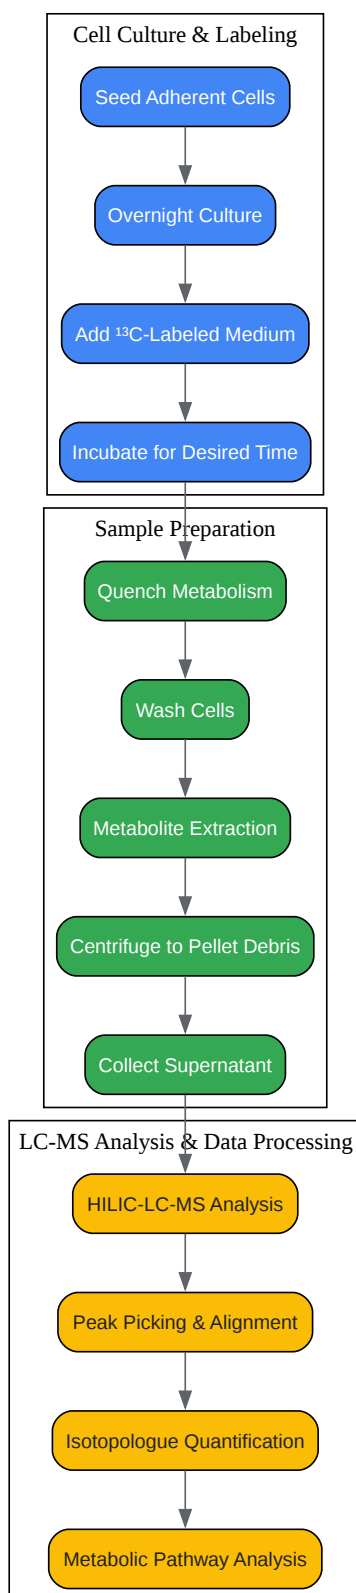 Cell Culture & Labeling
Seed Adherent Cells
Overnight Culture
Add ¹³C-Labeled Medium
Incubate for Desired Time
Sample Preparation
Quench Metabolism
Wash Cells
Metabolite Extraction
Centrifuge to Pellet Debris
Collect Supernatant
LC-MS Analysis & Data Processing
HILIC-LC-MS Analysis
Peak Picking & Alignment
Isotopologue Quantification
Metabolic Pathway Analysis